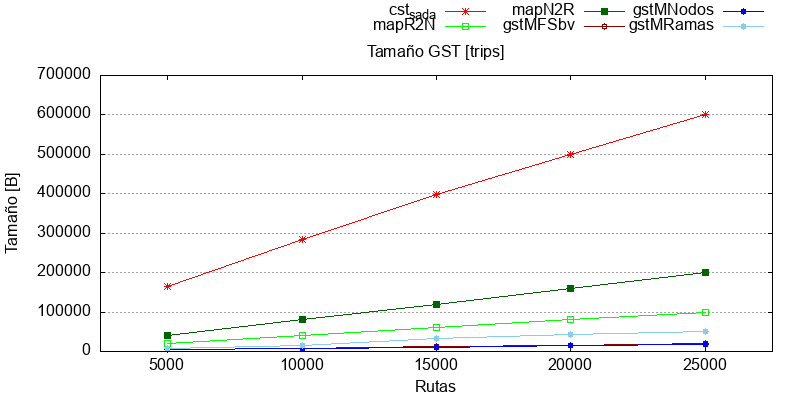 cst_sada mapN2R gstMNodos
mapR2N gstMFSbv gstMRamas
Tamaño GST [trips]
700000
600000
500000
400000
300000
200000
100000
0
Tamaño [B]
5000 10000 15000 20000 25000
Rutas